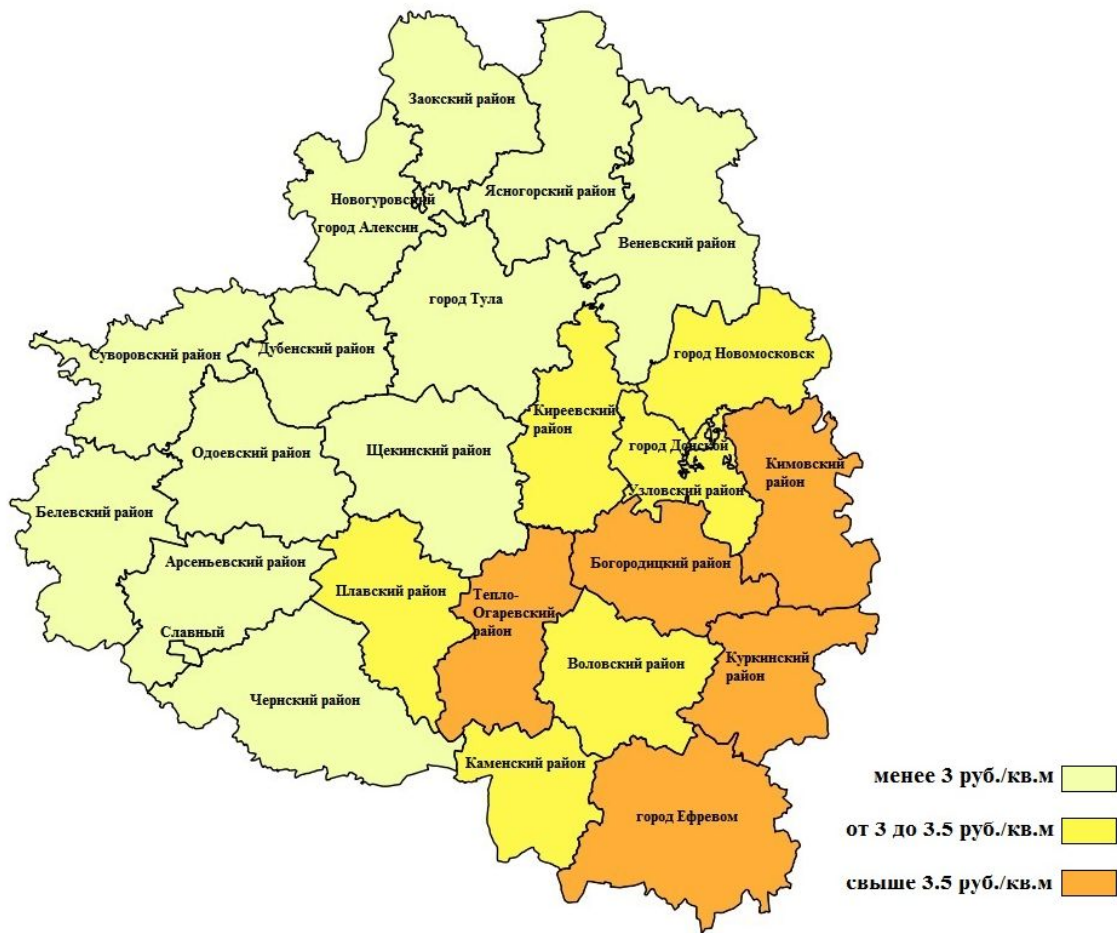 Заокский район
Новогуровский
Ясногорский район
город Алексин
Веневский район
город Тула
Суворовский район
Дубенский район
город Новомосковск
Киреевский
район
Щекинский район
город Донской
Одоевский район
Кимовский
район
Узловский район
Белевский район
Арсеньевский район
Богородицкий район
Плавский район
Тепло-
Огаревский
район
Славный
Воловский район
Куркинский
район
Чернский район
Каменский район
город Ефревом
менее 3 руб./кв.м
от 3 до 3.5 руб./кв.м
свыше 3.5 руб./кв.м